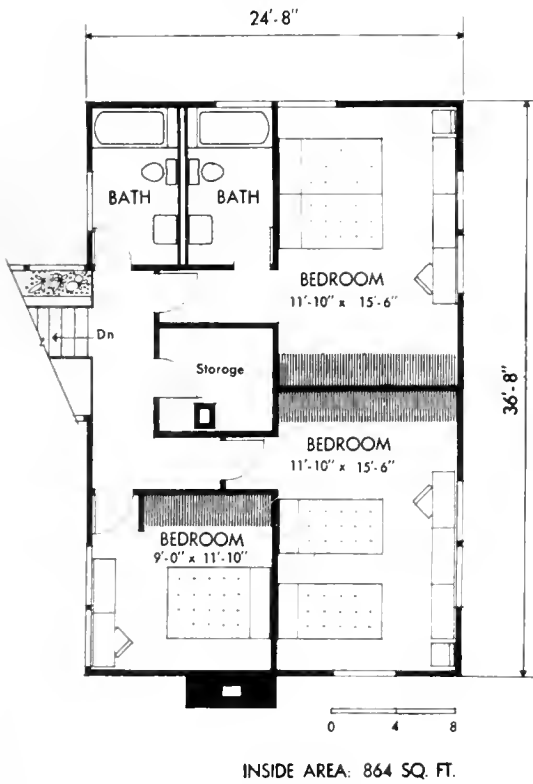 24'-8"
BATH
BATH
BEDROOM
11'-10" x 15'-6"
Dn
Storage
36'-8"
BEDROOM
11'-10" x 15'-6"
BEDROOM
9'-0" x 11'-10"
0 4 8
INSIDE AREA: 864 SQ. FT.